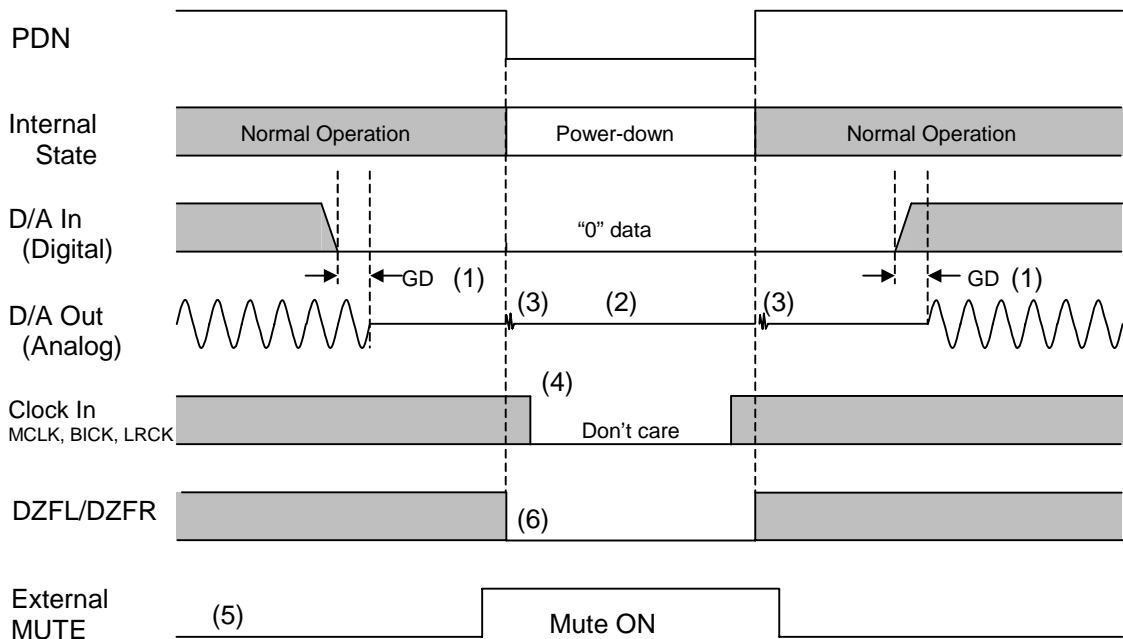 PDN
Internal
State
Normal Operation
Power-down
Normal Operation
D/A In
(Digital)
“0” data
GD
(1)
GD
(1)
D/A Out
(Analog)
(3)
(2)
(3)
Clock In
MCLK, BICK, LRCK
(4)
Don’t care
DZFL/DZFR
(6)
External
MUTE
(5)
Mute ON